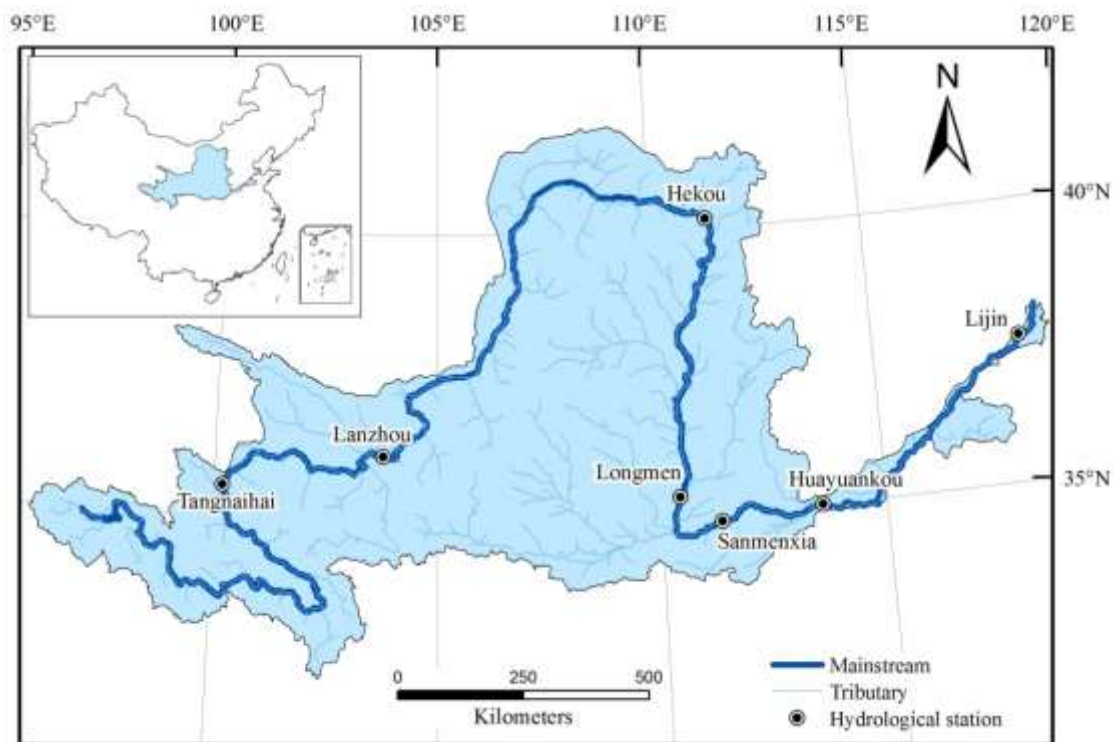 95°E 100°E 105°E 110°E 115°E 120°E
N
40°N
Hekou
Lijin
Lanzhou
Longmen
Huayuankou
35°N
Tangnaihai
Sanmenxia
0 250 500
Kilometers
Mainstream
Tributary
Hydrological station